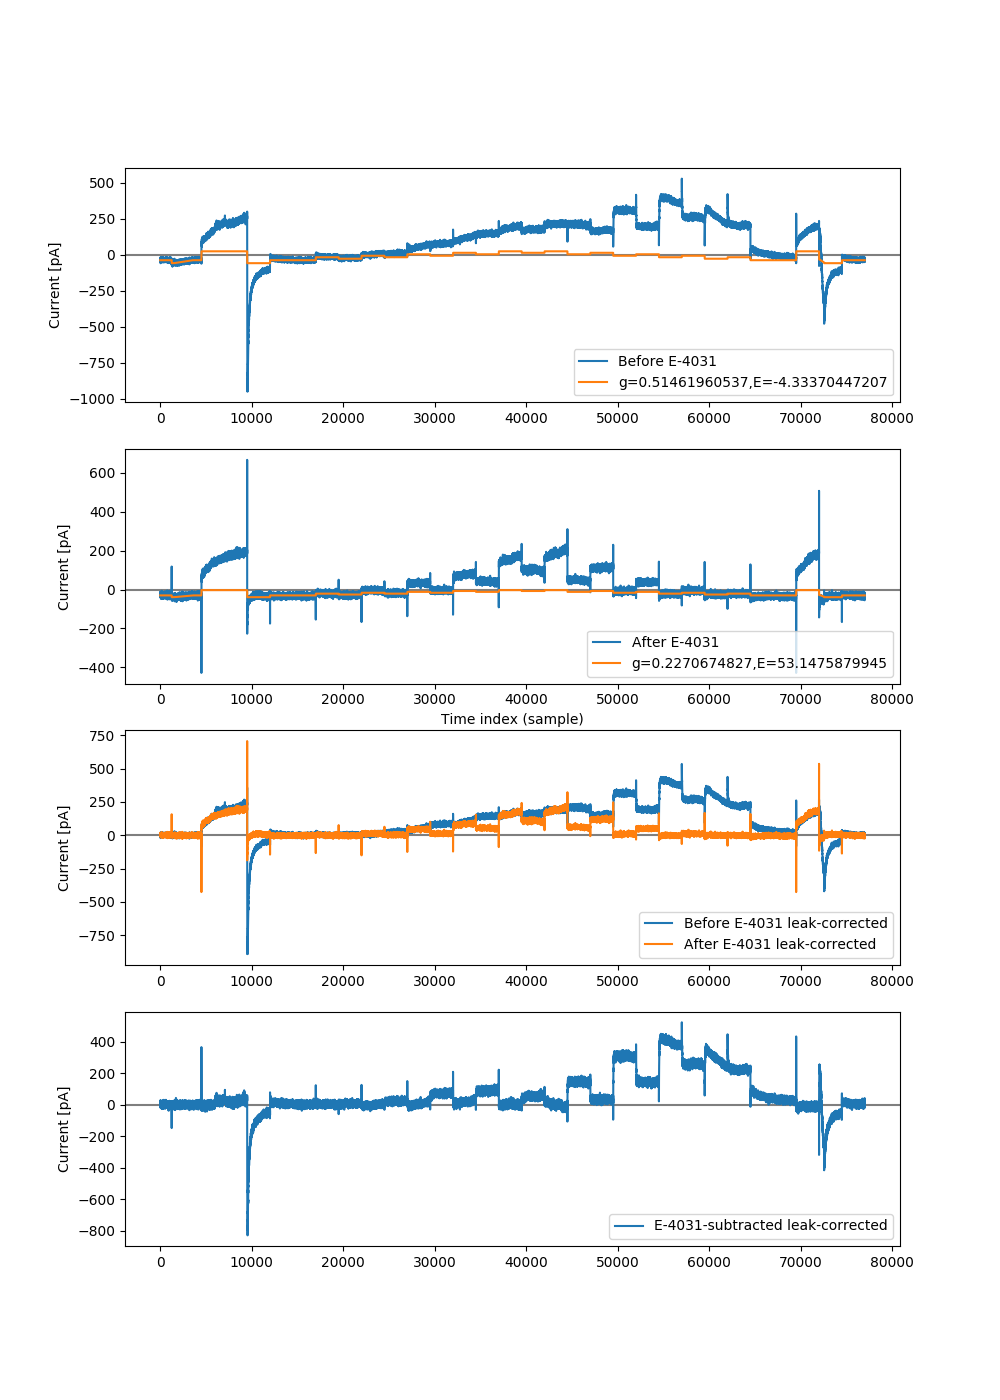 500
250
0
−250
−500
−750
−1000
Current [pA]
Before E-4031
g=0.51461960537,E=-4.33370447207
0 10000 20000 30000 40000 50000 60000 70000 80000
600
400
200
0
−200
−400
Current [pA]
After E-4031
g=0.2270674827,E=53.1475879945
0 10000 20000 30000 40000 50000 60000 70000 80000
Time index (sample)
750
500
250
0
−250
−500
−750
Current [pA]
Before E-4031 leak-corrected
After E-4031 leak-corrected
0 10000 20000 30000 40000 50000 60000 70000 80000
400
200
0
−200
−400
−600
−800
Current [pA]
E-4031-subtracted leak-corrected
0 10000 20000 30000 40000 50000 60000 70000 80000